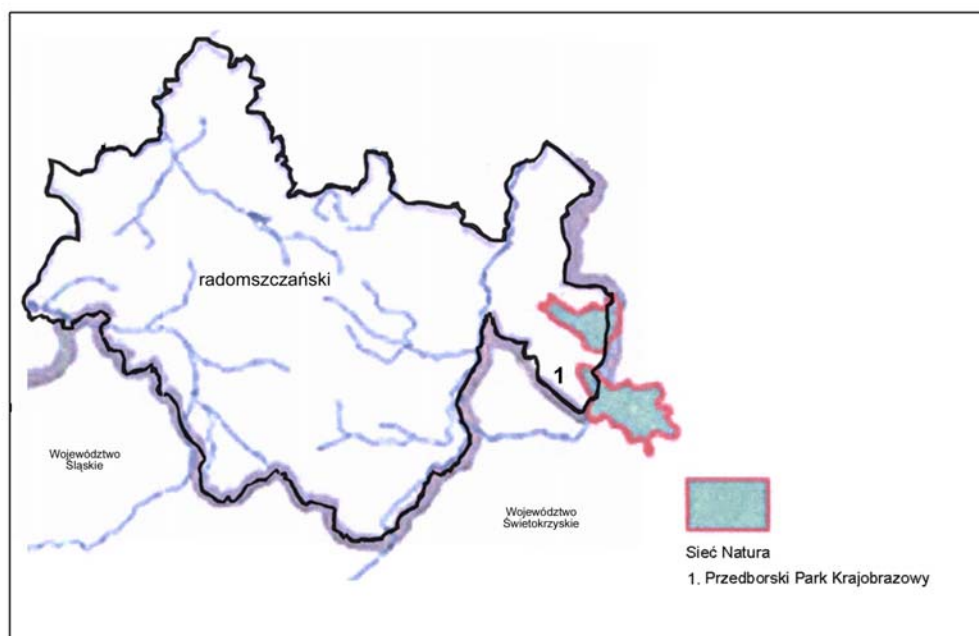 radomszczański
1
Województwo
Śląskie
Województwo
Świetokrzyskie
Sieć Natura
1. Przedborski Park Krajobrazowy